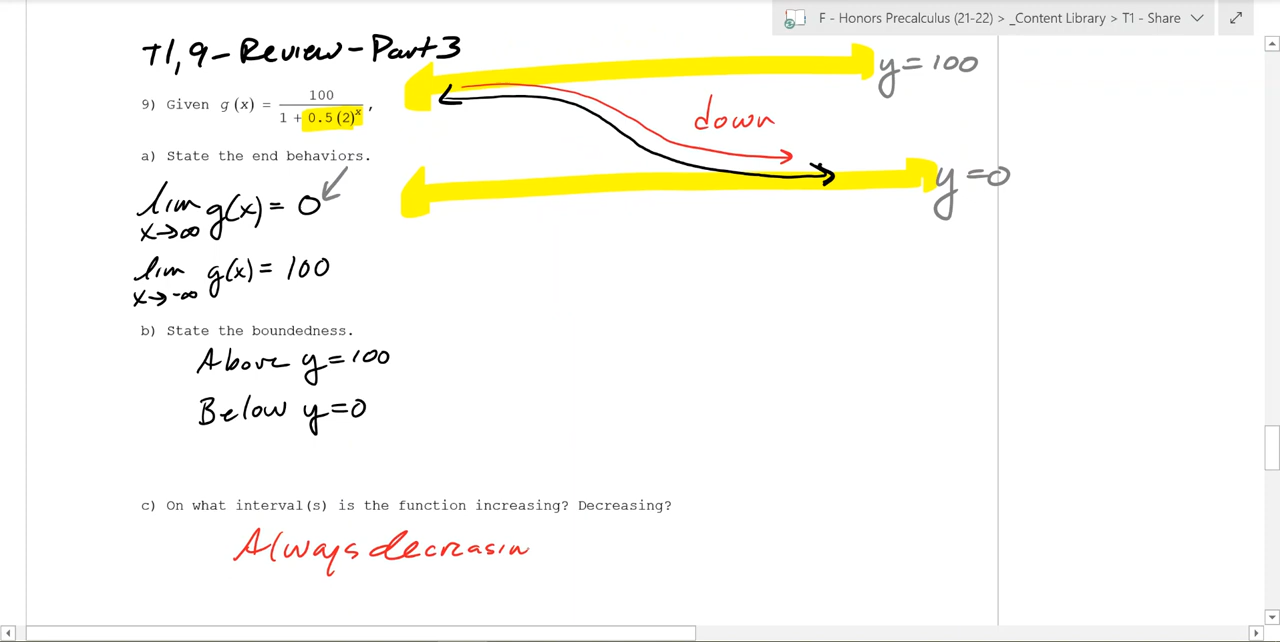 F - Honors Precalculus (21-22) > _Content Library > T1 - Share
T1,9-Review-Part 3
y=100
9) Given g(x) = 100 / 1 + 0.5(2)^x ,
down
a) State the end behaviors.
y=0
lim x→∞ g(x) = 0
lim x→-∞ g(x) = 100
b) State the boundedness.
Above y=100
Below y=0
c) On what interval(s) is the function increasing? Decreasing?
Always decreasin